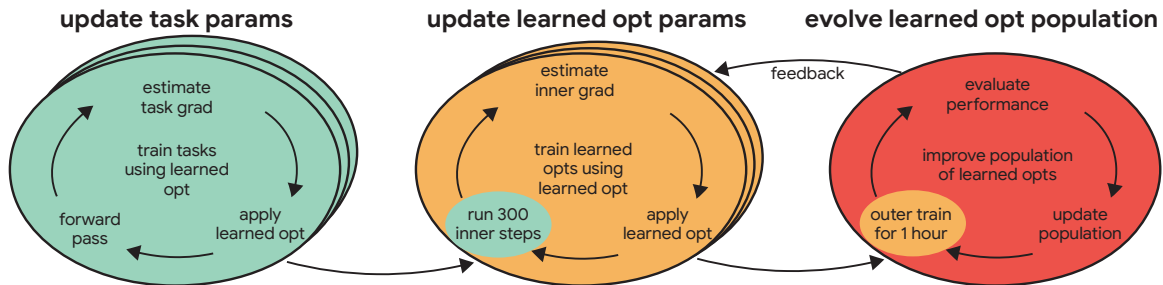 update task params
estimate
task grad
train tasks
using learned
opt
forward
pass
apply
learned opt
update learned opt params
estimate
inner grad
train learned
opts using
learned opt
run 300
inner steps
apply
learned opt
evolve learned opt population
feedback
evaluate
performance
improve population
of learned opts
outer train
for 1 hour
update
population